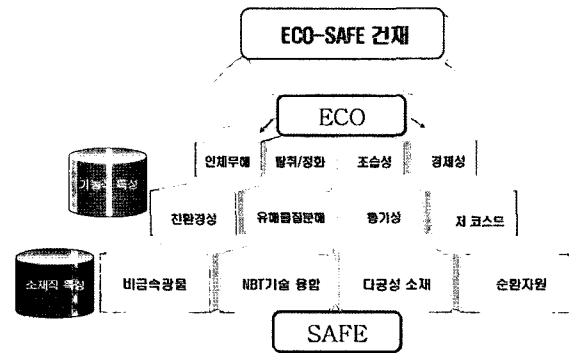 ECO-SAFE 건재
ECO
인체무해 탈취/정화 조습성 경제성
기능적 특성
친환경성 유해물질분해 통기성 저 코스트
소재적 특성 비금속광물 NBT기술 융합 다공성 소재 순환자원
SAFE